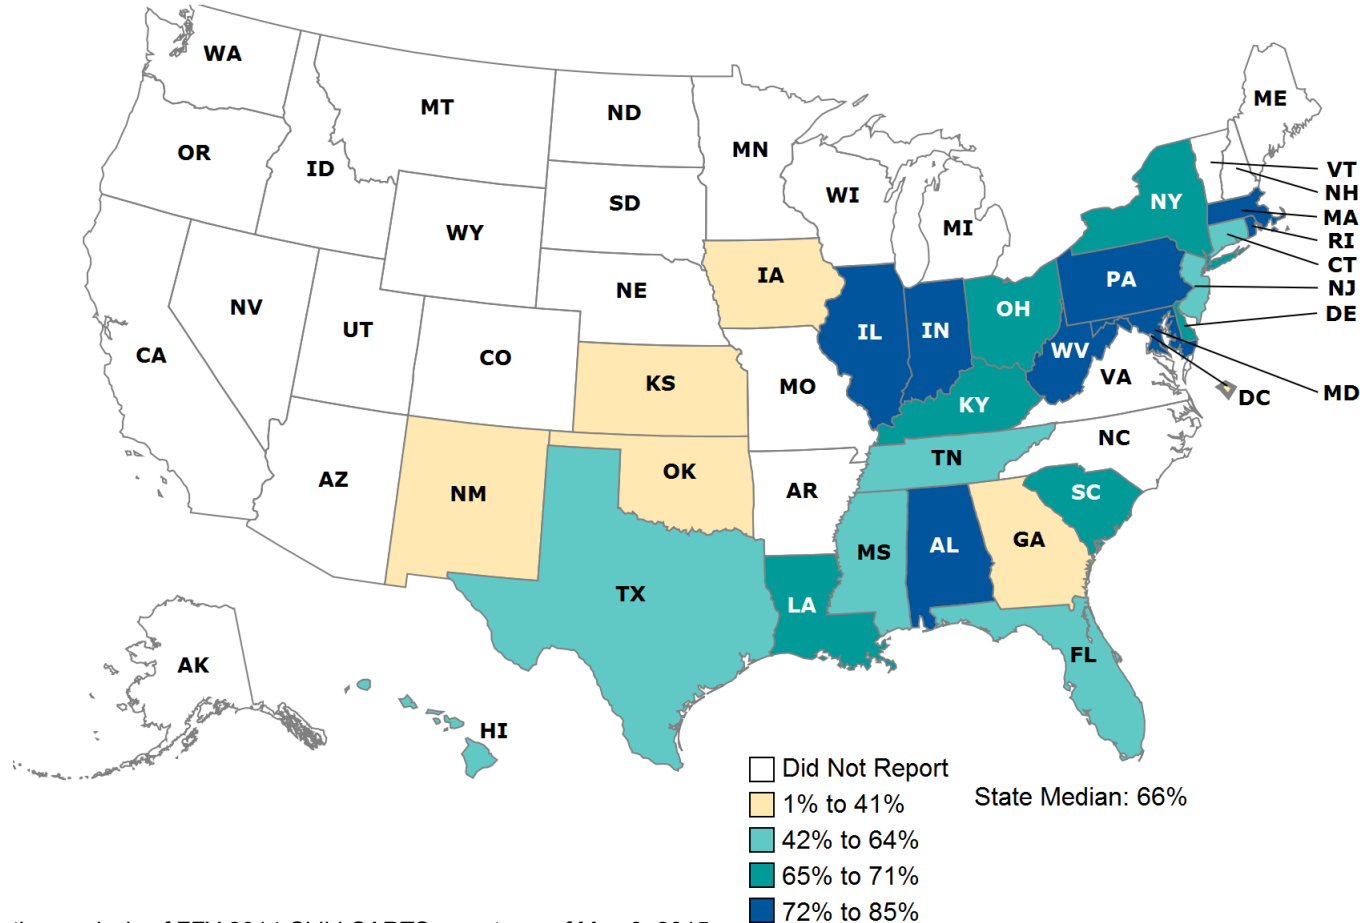 WA
MT
ND
MN
ME
OR
ID
SD
WI
MI
NY
VT
NH
MA
RI
CT
NJ
DE
MD
DC
WY
NE
IA
PA
NV
UT
CO
CA
KS
MO
IL
IN
OH
WV
VA
KY
NC
TN
AZ
NM
OK
AR
SC
MS
AL
GA
TX
LA
FL
AK
HI
Did Not Report
1% to 41%
42% to 64%
65% to 71%
72% to 85%
State Median: 66%